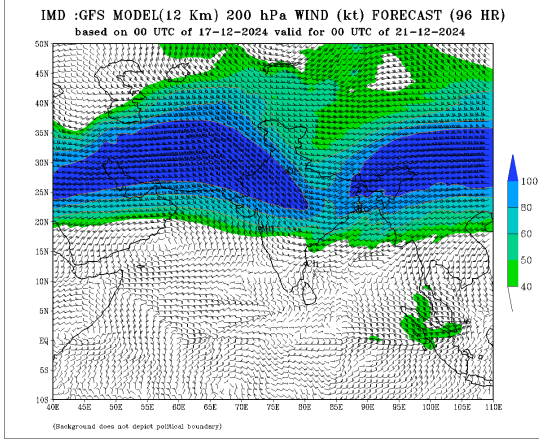 IMD :GFS MODEL(12 Km) 200 hPa WIND (kt) FORECAST (96 HR)
based on 00 UTC of 17-12-2024 valid for 00 UTC of 21-12-2024
50N
45N
40N
35N
30N
25N
20N
15N
10N
5N
EQ
5S
10S
40E 45E 50E 55E 60E 65E 70E 75E 80E 85E 90E 95E 100E 105E 110E
100
80
60
50
40
(Background does not depict political boundary)